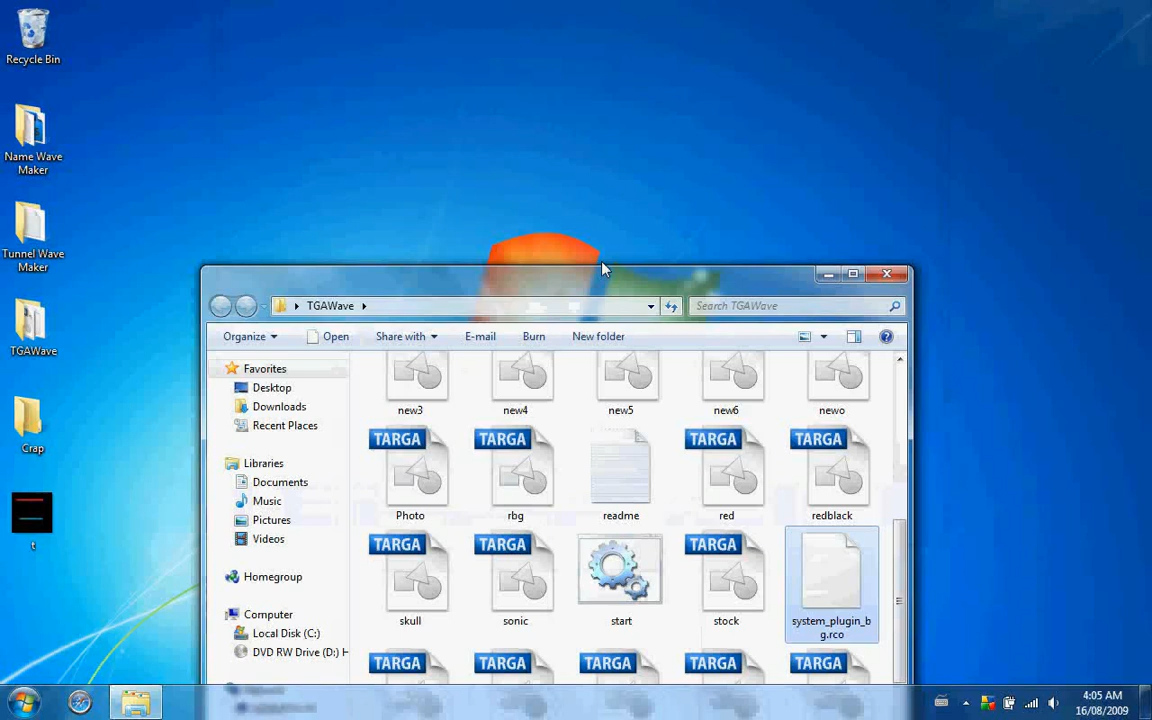 Recycle Bin
Name Wave
Maker
Tunnel Wave
Maker
TGAWave
Crap
t
TGAWave
Search TGAWave
Organize
Open
Share with
E-mail
Burn
New folder
Favorites
Desktop
Downloads
Recent Places
Libraries
Documents
Music
Pictures
Videos
Homegroup
Computer
Local Disk (C:)
DVD RW Drive (D:) H
new3
new4
new5
new6
newo
TARGA
TARGA
TARGA
TARGA
Photo
rbg
readme
red
redblack
TARGA
TARGA
TARGA
skull
sonic
start
stock
system_plugin_b
g.rco
TARGA
TARGA
TARGA
TARGA
TARGA
4:05 AM
16/08/2009